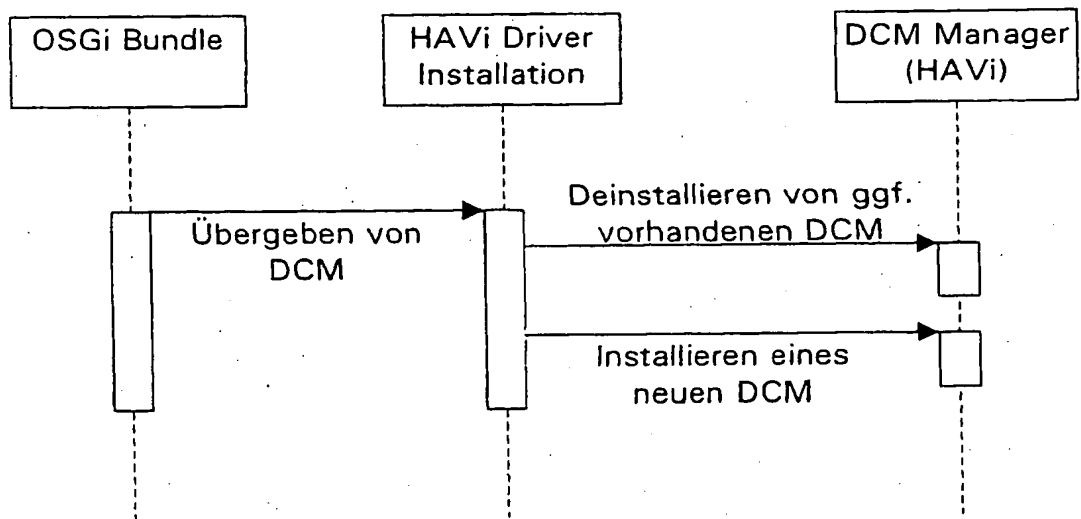 OSGi Bundle
HAVi Driver
Installation
DCM Manager
(HAVi)
Übergeben von
DCM
Deinstallieren von ggf.
vorhandenen DCM
Installieren eines
neuen DCM